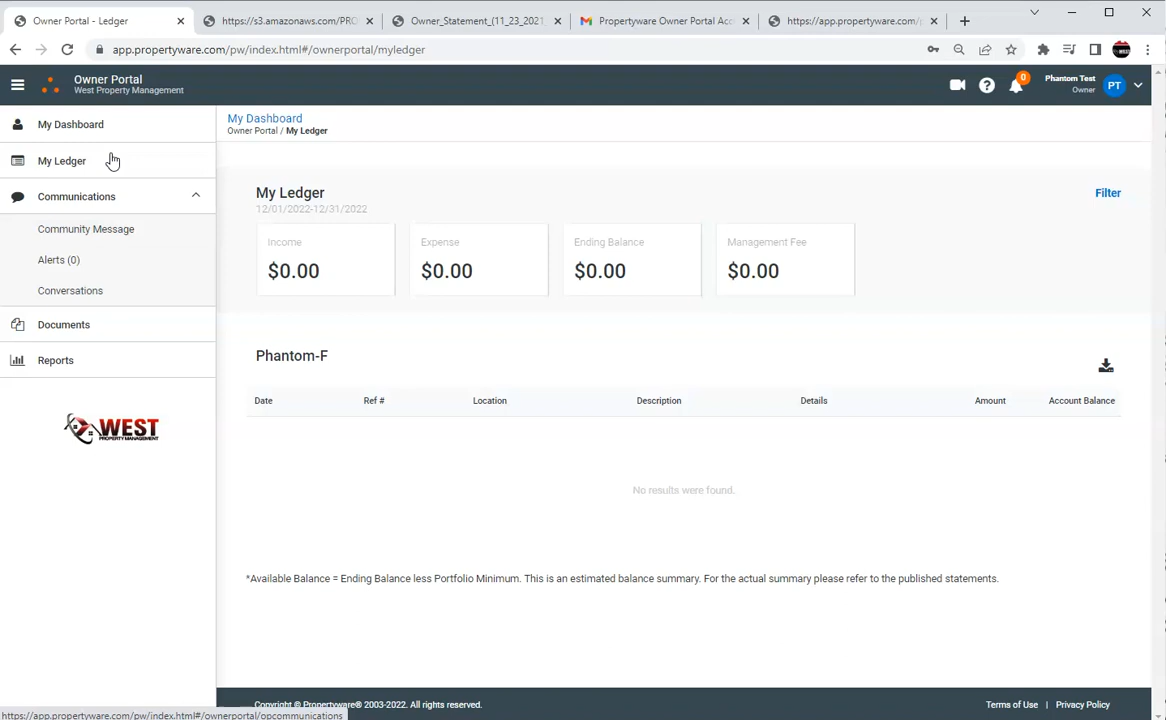 Owner Portal - Ledger
https://s3.amazonaws.com/PRO
Owner_Statement_(11_23_2021
Propertyware Owner Portal Acc
https://app.propertyware.com/p
app.propertyware.com/pw/index.html#/ownerportal/myledger
Owner Portal
West Property Management
0
Phantom Test
Owner
PT
My Dashboard
My Ledger
Communications
Community Message
Alerts (0)
Conversations
Documents
Reports
WEST
PROPERTY MANAGEMENT
My Dashboard
Owner Portal / My Ledger
My Ledger
12/01/2022-12/31/2022
Filter
Income
$0.00
Expense
$0.00
Ending Balance
$0.00
Management Fee
$0.00
Phantom-F
Date Ref # Location Description Details Amount Account Balance
No results were found.
*Available Balance = Ending Balance less Portfolio Minimum. This is an estimated balance summary. For the actual summary please refer to the published statements.
Copyright © Propertyware® 2003-2022. All rights reserved.
Terms of Use | Privacy Policy
https://app.propertyware.com/pw/index.html#/ownerportal/opcommunications